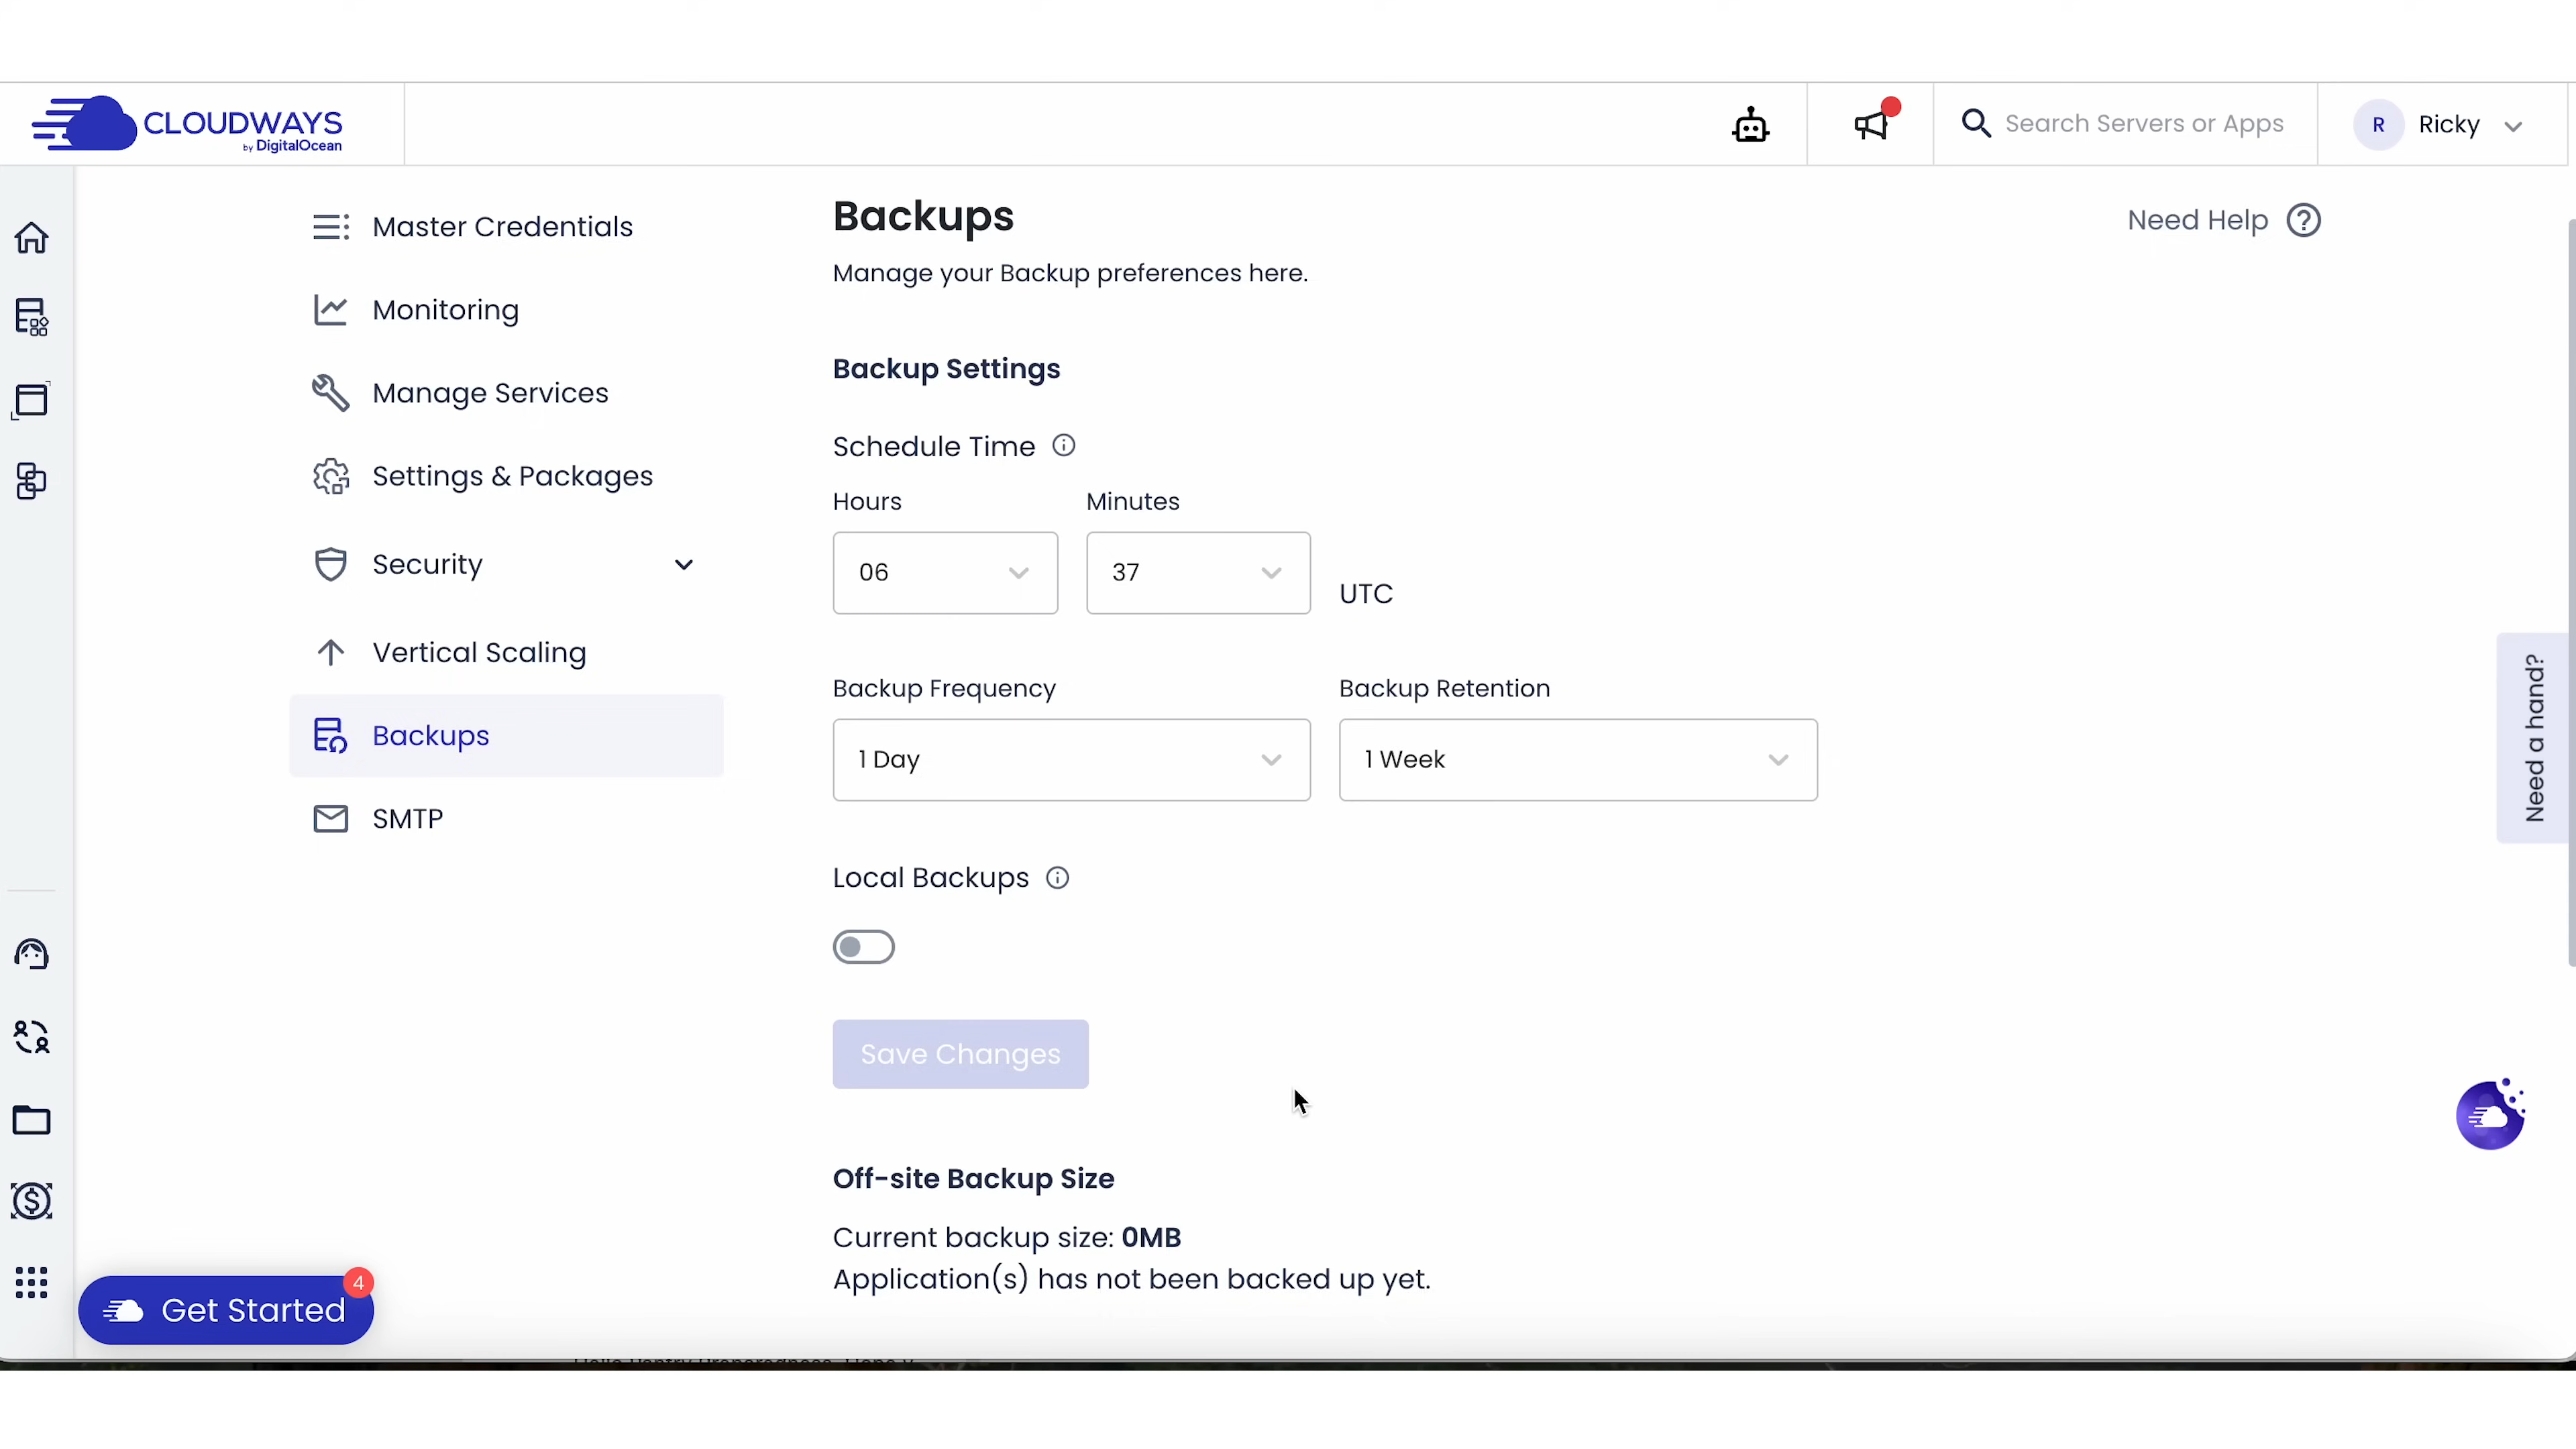 CLOUDWAYS
by DigitalOcean
Search Servers or Apps
R
Ricky
Master Credentials
Monitoring
Manage Services
Settings & Packages
Security
Vertical Scaling
Backups
SMTP
Backups
Need Help
Manage your Backup preferences here.
Backup Settings
Schedule Time
Hours
Minutes
06
37
UTC
Backup Frequency
Backup Retention
1 Day
1 Week
Local Backups
Save Changes
Off-site Backup Size
Current backup size: 0MB
Application(s) has not been backed up yet.
Need a hand?
Get Started
4